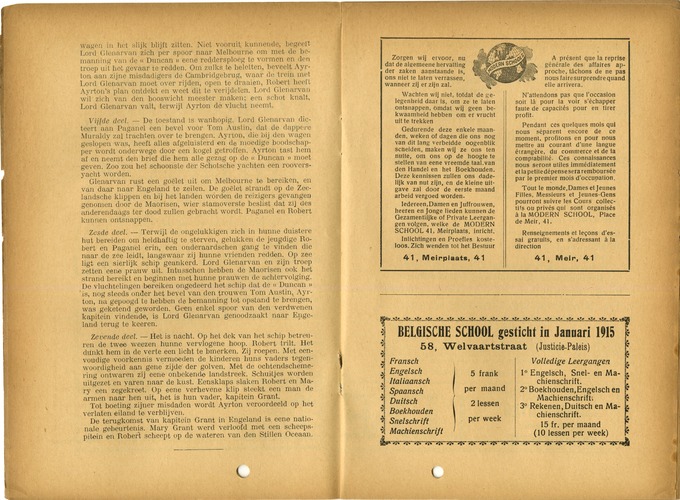 wagen in het slijk blijft zitten. Niet vooruit kunnende, begeert
Lord Glenarvan zich per spoor naar Melbourne om met de be-
manning van de « Duncan » eene reddersploeg te vormen en den
troep uit het gevaar te redden. Om zulks te beletten, beveelt Ayr-
ton aan zijne misdadigers de Cambridgebrug, waar de trein met
Lord Glenarvan moet over rijden, open te draaien, Robert heeft
Ayrton's plan ontdekt en weet dit te verijdelen. Lord Glenarvan
wil zich van den booswicht meester maken; een schot knalt,
Lord Glenarvan valt, terwijl Ayrton de vlucht neemt.
Vijfde deel. — De toestand is wanhopig. Lord Glenarvan dic-
teert aan Paganel een bevel voor Tom Austin, dat de dappere
Murakly zal trachten over te brengen. Ayrton, die bij den wagen
geslopen was, heeft alles afgeluisterd en de moedige boodschap-
per wordt onderwege door een kogel getroffen. Ayrton tast hem
af en neemt den brief die hem alle gezag op de « Duncan » moet
geven. Zoo zou het schoonste der Schotsche yachten een roovers-
yacht worden.
Glenarvan rust een goëlet uit om Melbourne te bereiken, en
van daar naar Engeland te zeilen. De goëlet strandt op de Zee-
landsche klippen en bij het landen worden de reizigers gevangen
genomen door de Maorisen, wier stamoverste beslist dat zij des
anderendaags ter dood zullen gebracht worden. Paganel en Robert
kunnen ontsnappen.
Zesde deel. — Terwijl de ongelukkigen zich in hunne duistere
hut bereiden om heldhaftig te sterven, gelukken de jeugdige Ro-
bert en Paganel erin, een onderaardschen gang te vinden die
naar de zee leidt, langswaar zij hunne vrienden redden. Op zee
ligt een sierlijk schip geankerd. Lord Glenarvan en zijn troep
zetten eene prauw uit. Intusschen hebben de Maorisen ook het
strand bereikt en beginnen met hunne prauwen de achtervolging.
De vluchtelingen bereiken ongedeerd het schip dat de « Duncan »
is, nog steeds onder het bevel van den trouwen Tom Austin, Ayr-
ton, na gepoogd te hebben de bemanning tot opstand te brengen,
was geketend geworden. Geen enkel spoor van den verdwenen
kapitein vindende, is Lord Glenarvan genoodzaakt naar Enge-
land terug te keeren.
Zevende deel. — Het is nacht. Op het dek van het schip betreu-
ren de twee weezen hunne vervlogene hoop. Robert trilt. Het
dunkt hem in de verte een licht te bmerken. Zij roepen. Met een-
voudige voorkennis vermoeden de kinderen huns vaders tegen-
woordigheid aan gene zijde der golven. Met de ochtendscheme-
ring ontwaren zij eene onbekende landstreek. Schuitjes worden
uitgezet en varen naar de kust. Eensklaps slaken Robert en Ma-
ry een zegekreet. Op eene verhevene klip steekt een man de
armen naar hen uit, het is hun vader, kapitein Grant.
Tot boeting zijner misdaden wordt Ayrton veroordeeld op het
verlaten eiland te verblijven.
De terugkomst van kapitein Grant in Engeland is eene natio-
nale gebeurtenis. Mary Grant werd verloofd met een scheeps-
pitein en Robert scheept op de wateren van den Stillen Oceaan.
MODERN SCHOOL
Zorgen wij ervoor, nu
dat de algemeene hervatting
der zaken aanstaande is,
ons niet te laten verrassen,
wanneer zij er zijn zal.
Wachten wij niet, totdat de ge-
legenheid daar is, om ze te laten
ontsnappen, omdat wij geen be-
kwaamheid hebben om er vrucht
uit te trekken
Gedurende deze enkele maan-
den, weken of dagen die ons nog
van dit lang verbeide oogenblik
scheiden, maken wij ze ons ten
nutte, om ons op de hoogte te
stellen van eene vreemde taal, van
den Handel en het Boekhouden.
Deze kennissen zullen ons dade-
lijk van nut zijn, en de kleine uit-
gave zal door de eerste maand
arbeid vergoed worden.
Iedereen, Damen en Juffrouwen,
heeren en Jonge lieden kunnen de
Gezamentlijke of Private Leergan-
gen volgen, welke de MODERN
SCHOOL 41, Meirplaats, inricht.
Inlichtingen en Proefles koste-
loos. Zich wenden tot het Bestuur
41, Meirplaats, 41
A présent que la reprise
générale des affaires ap-
proche, tâchons de ne pas
nous faire surprendre quand
elle arrivera.
N'attendons pas que l'occasion
soit là pour la voir s'échapper
faute de capacités pour en tirer
profit.
Pendant ces quelques mois qui
nous séparent encore de ce
moment, profitons en pour nous
mettre au courant d'une langue
étrangère, du commerce et de la
comptabilité. Ces connaissances
nous seront utiles immédiatement
et la petite dépense sera remboursée
par le premier mois d'occupation.
Tout le monde, Dames et Jeunes
Filles, Messieurs et Jeunes-Gens
pourront suivre les Cours collec-
tifs ou privés qui sont organisés
à la MODERN SCHOOL, Place
de Meir, 41.
Renseignements et leçons d'es-
sai gratuits, en s'adressant à la
direction
41, Meir, 41
BELGISCHE SCHOOL gesticht in Januari 1915
58, Welvaartstraat (Justicie-Paleis)
Fransch
Engelsch
Italiaansch
Spaansch
Duitsch
Boekhouden
Snelschrift
Machienschrift
5 frank
per maand
2 lessen
per week
Volledige Leergangen
1º Engelsch, Snel- en Ma-
chienschrift.
2º Boekhouden, Engelsch en
Machienschrift.
3º Rekenen, Duitsch en Ma-
chienschrift.
15 fr. per maand
(10 lessen per week)